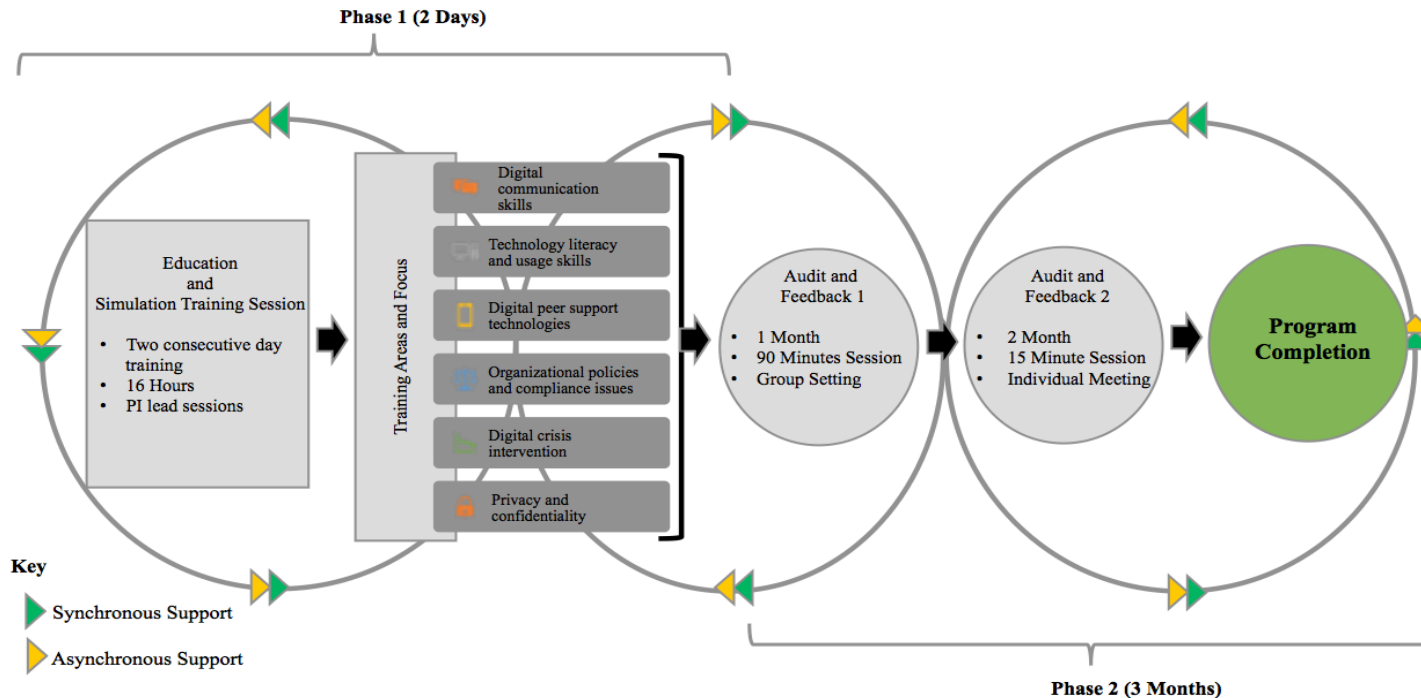 Phase 1 (2 Days)
Education
and
Simulation Training Session
• Two consecutive day
training
• 16 Hours
• PI lead sessions
Training Areas and Focus
Digital
communication
skills
Technology literacy
and usage skills
Digital peer support
technologies
Organizational policies
and compliance issues
Digital crisis
intervention
Privacy and
confidentiality
Audit and
Feedback 1
• 1 Month
• 90 Minutes Session
• Group Setting
Audit and
Feedback 2
• 2 Month
• 15 Minute Session
• Individual Meeting
Program
Completion
Key
Synchronous Support
Asynchronous Support
Phase 2 (3 Months)